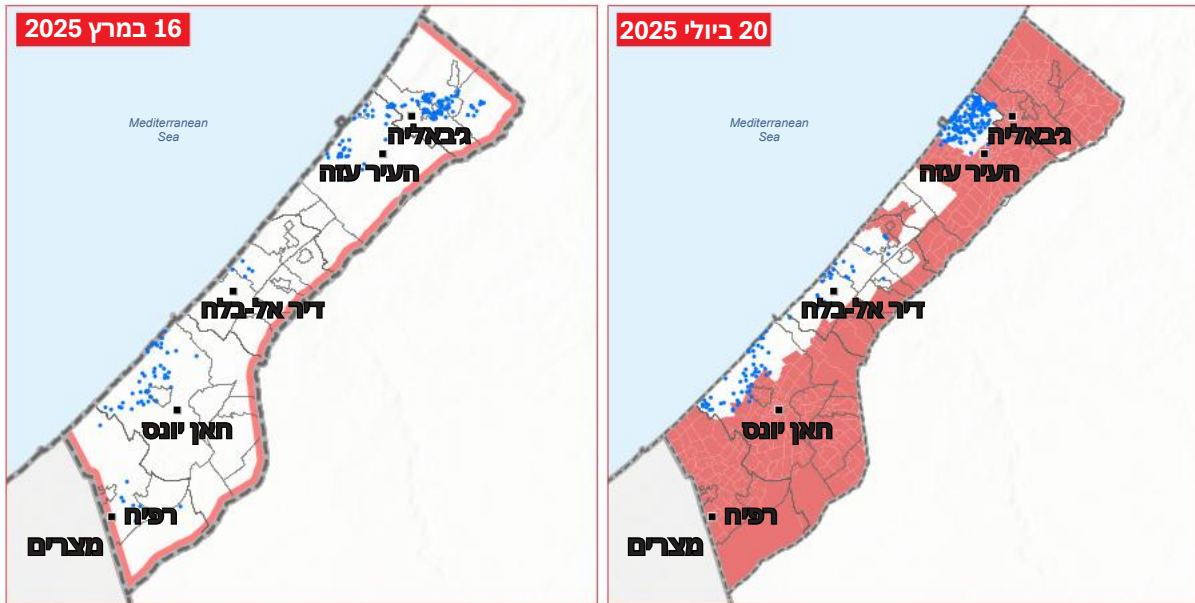 16 במרץ 2025
Mediterranean
Sea
ג'באליה
העיר עזה
דיר אל-בלח
חאן יונס
רפיח
מצרים
20 ביולי 2025
Mediterranean
Sea
ג'באליה
העיר עזה
דיר אל-בלח
חאן יונס
רפיח
מצרים